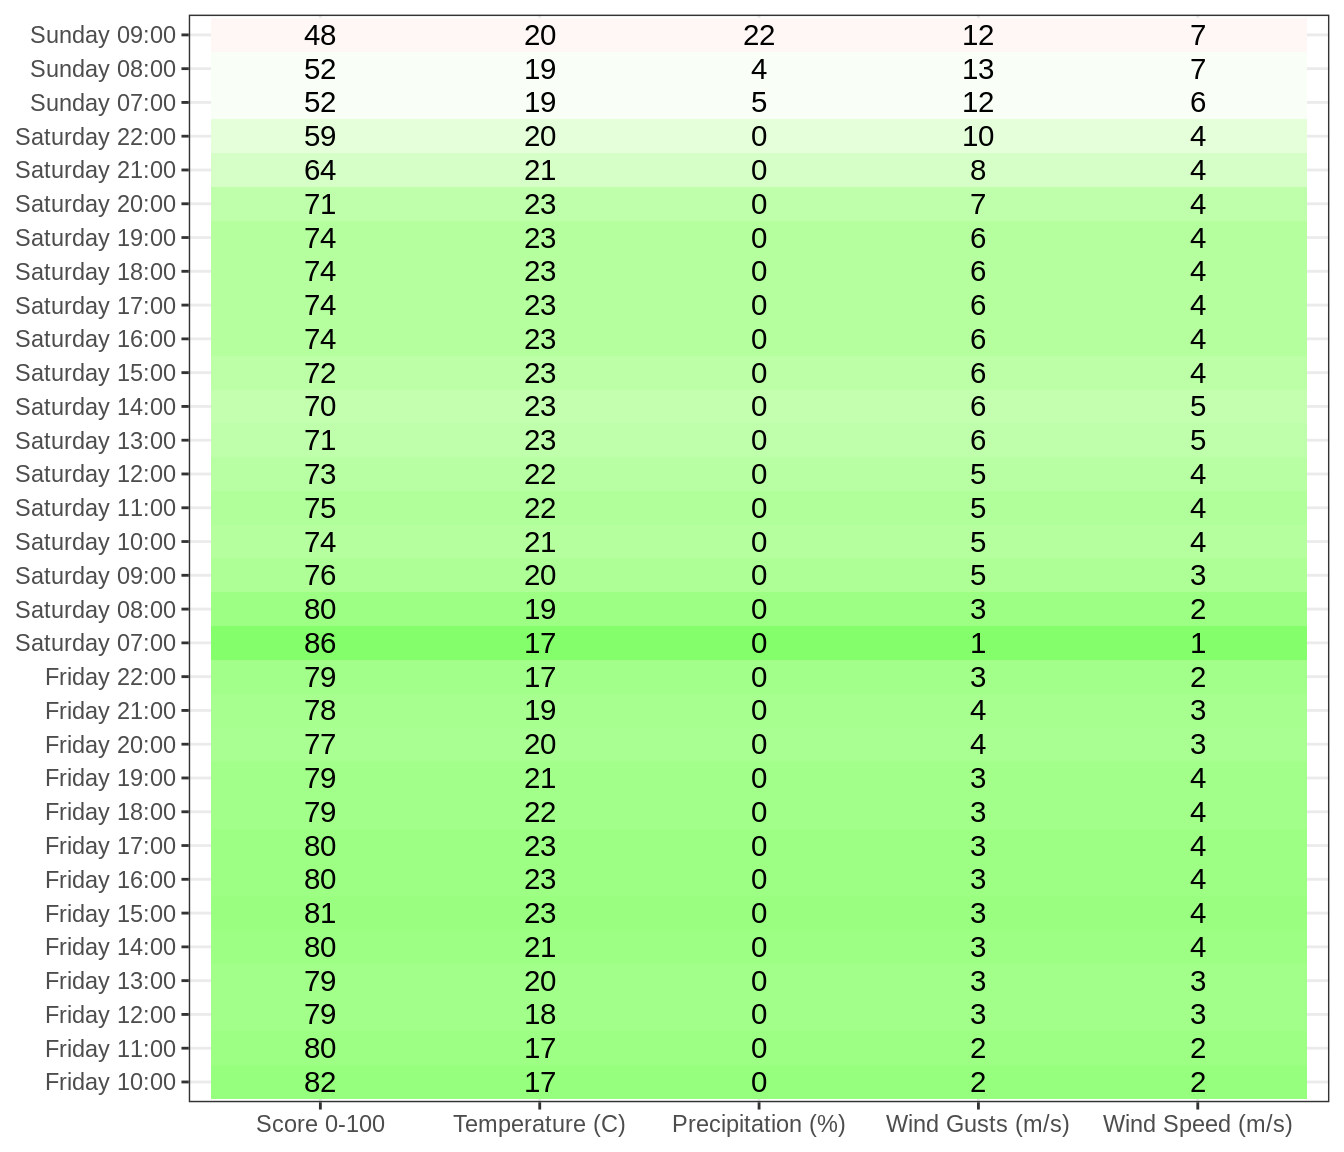 Sunday 09:00 48 20 22 12 7
Sunday 08:00 52 19 4 13 7
Sunday 07:00 52 19 5 12 6
Saturday 22:00 59 20 0 10 4
Saturday 21:00 64 21 0 8 4
Saturday 20:00 71 23 0 7 4
Saturday 19:00 74 23 0 6 4
Saturday 18:00 74 23 0 6 4
Saturday 17:00 74 23 0 6 4
Saturday 16:00 74 23 0 6 4
Saturday 15:00 72 23 0 6 4
Saturday 14:00 70 23 0 6 5
Saturday 13:00 71 23 0 6 5
Saturday 12:00 73 22 0 5 4
Saturday 11:00 75 22 0 5 4
Saturday 10:00 74 21 0 5 4
Saturday 09:00 76 20 0 5 3
Saturday 08:00 80 19 0 3 2
Saturday 07:00 86 17 0 1 1
Friday 22:00 79 17 0 3 2
Friday 21:00 78 19 0 4 3
Friday 20:00 77 20 0 4 3
Friday 19:00 79 21 0 3 4
Friday 18:00 79 22 0 3 4
Friday 17:00 80 23 0 3 4
Friday 16:00 80 23 0 3 4
Friday 15:00 81 23 0 3 4
Friday 14:00 80 21 0 3 4
Friday 13:00 79 20 0 3 3
Friday 12:00 79 18 0 3 3
Friday 11:00 80 17 0 2 2
Friday 10:00 82 17 0 2 2
Score 0-100 Temperature (C) Precipitation (%) Wind Gusts (m/s) Wind Speed (m/s)